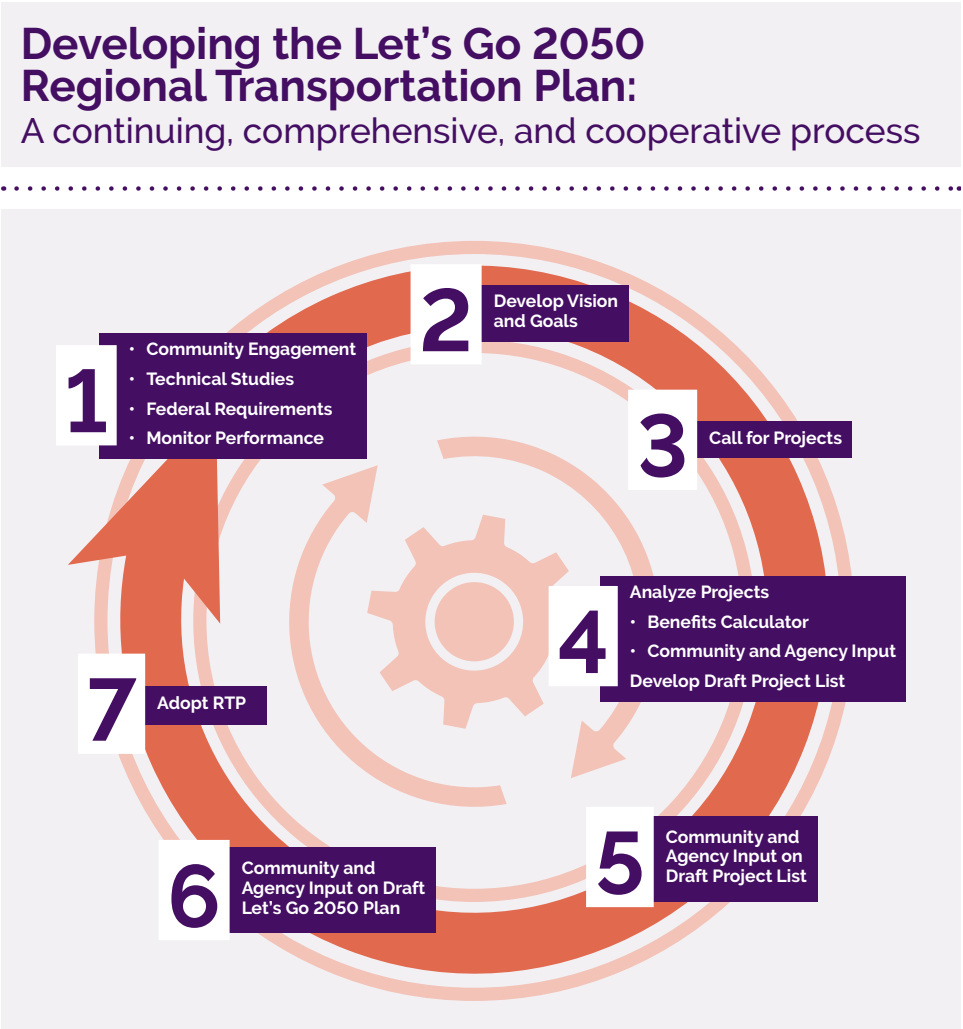 Developing the Let's Go 2050
Regional Transportation Plan:
A continuing, comprehensive, and cooperative process
1
• Community Engagement
• Technical Studies
• Federal Requirements
• Monitor Performance
2
Develop Vision
and Goals
3
Call for Projects
4
Analyze Projects
• Benefits Calculator
• Community and Agency Input
Develop Draft Project List
5
Community and
Agency Input on
Draft Project List
6
Community and
Agency Input on Draft
Let's Go 2050 Plan
7
Adopt RTP